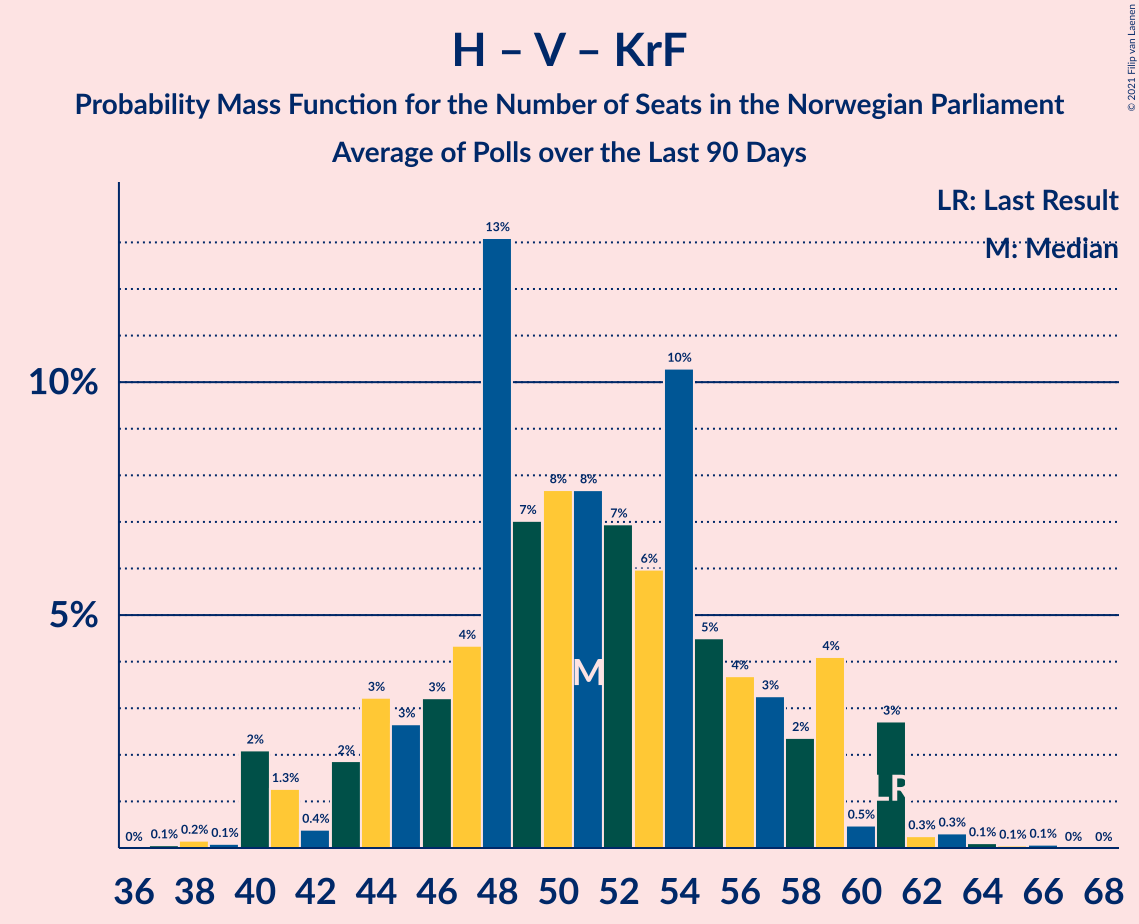 H – V – KrF
Probability Mass Function for the Number of Seats in the Norwegian Parliament
Average of Polls over the Last 90 Days
© 2021 Filip van Laenen
LR: Last Result
M: Median
10%
5%
0% 0.1% 0.2% 0.1% 2% 1.3% 0.4% 2% 3% 3% 3% 4% 13% 7% 8% 8% 7% 6% 10% 5% 4% 3% 2% 4% 0.5% 3% 0.3% 0.3% 0.1% 0.1% 0.1% 0% 0%
M
LR
36 38 40 42 44 46 48 50 52 54 56 58 60 62 64 66 68